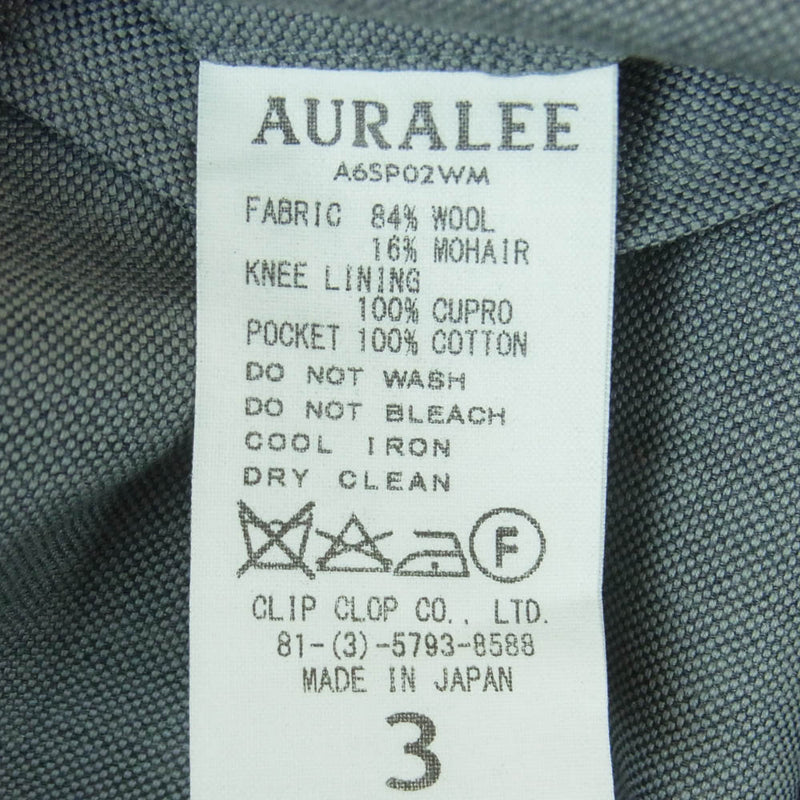 AURALEE
A6SP02WM
FABRIC 84% WOOL
16% MOHAIR
KNEE LINING
100% CUPRO
POCKET 100% COTTON
DO NOT WASH
DO NOT BLEACH
COOL IRON
DRY CLEAN
F
CLIP CLOP CO., LTD.
81-(3)-5793-8588
MADE IN JAPAN
3